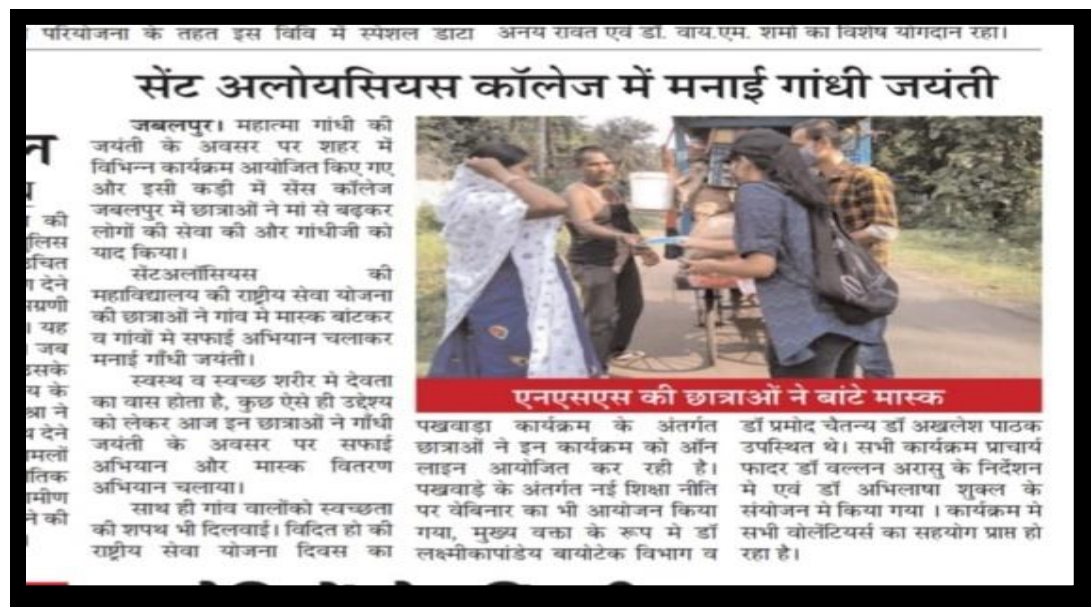 परियोजना के तहत इस विवि में स्पेशल डाटा
अनय रावत एवं डॉ. वाय.एम. शर्मा का विशेष योगदान रहा।
सेंट अलोयसियस कॉलेज में मनाई गांधी जयंती
जबलपुर। महात्मा गांधी की
जयंती के अवसर पर शहर में
विभिन्न कार्यक्रम आयोजित किए गए
और इसी कड़ी में सेंस कॉलेज
जबलपुर में छात्राओं ने मां से बढ़कर
लोगों की सेवा की और गांधीजी को
याद किया।
सेंटअलॉसियस की
महाविद्यालय की राष्ट्रीय सेवा योजना
की छात्राओं ने गांव मे मास्क बांटकर
व गांवों मे सफाई अभियान चलाकर
मनाई गाँधी जयंती।
स्वस्थ व स्वच्छ शरीर मे देवता
का वास होता है, कुछ ऐसे ही उद्देश्य
को लेकर आज इन छात्राओं ने गाँधी
जयंती के अवसर पर सफाई
अभियान और मास्क वितरण
अभियान चलाया।
साथ ही गांव वालोंको स्वच्छता
की शपथ भी दिलवाई। विदित हो की
राष्ट्रीय सेवा योजना दिवस का
एनएसएस की छात्राओं ने बांटे मास्क
पखवाड़ा कार्यक्रम के अंतर्गत
छात्राओं ने इन कार्यक्रम को ऑन
लाइन आयोजित कर रही है।
पखवाड़े के अंतर्गत नई शिक्षा नीति
पर वेबिनार का भी आयोजन किया
गया, मुख्य वक्ता के रूप मे डॉ
लक्ष्मीकापांडेय बायोटेक विभाग व
डॉ प्रमोद चैतन्य डॉ अखलेश पाठक
उपस्थित थे। सभी कार्यक्रम प्राचार्य
फादर डॉ वल्लन अरासु के निर्देशन
मे एवं डॉ अभिलाषा शुक्ल के
संयोजन मे किया गया । कार्यक्रम मे
सभी वोलेंटियर्स का सहयोग प्राप्त हो
रहा है।